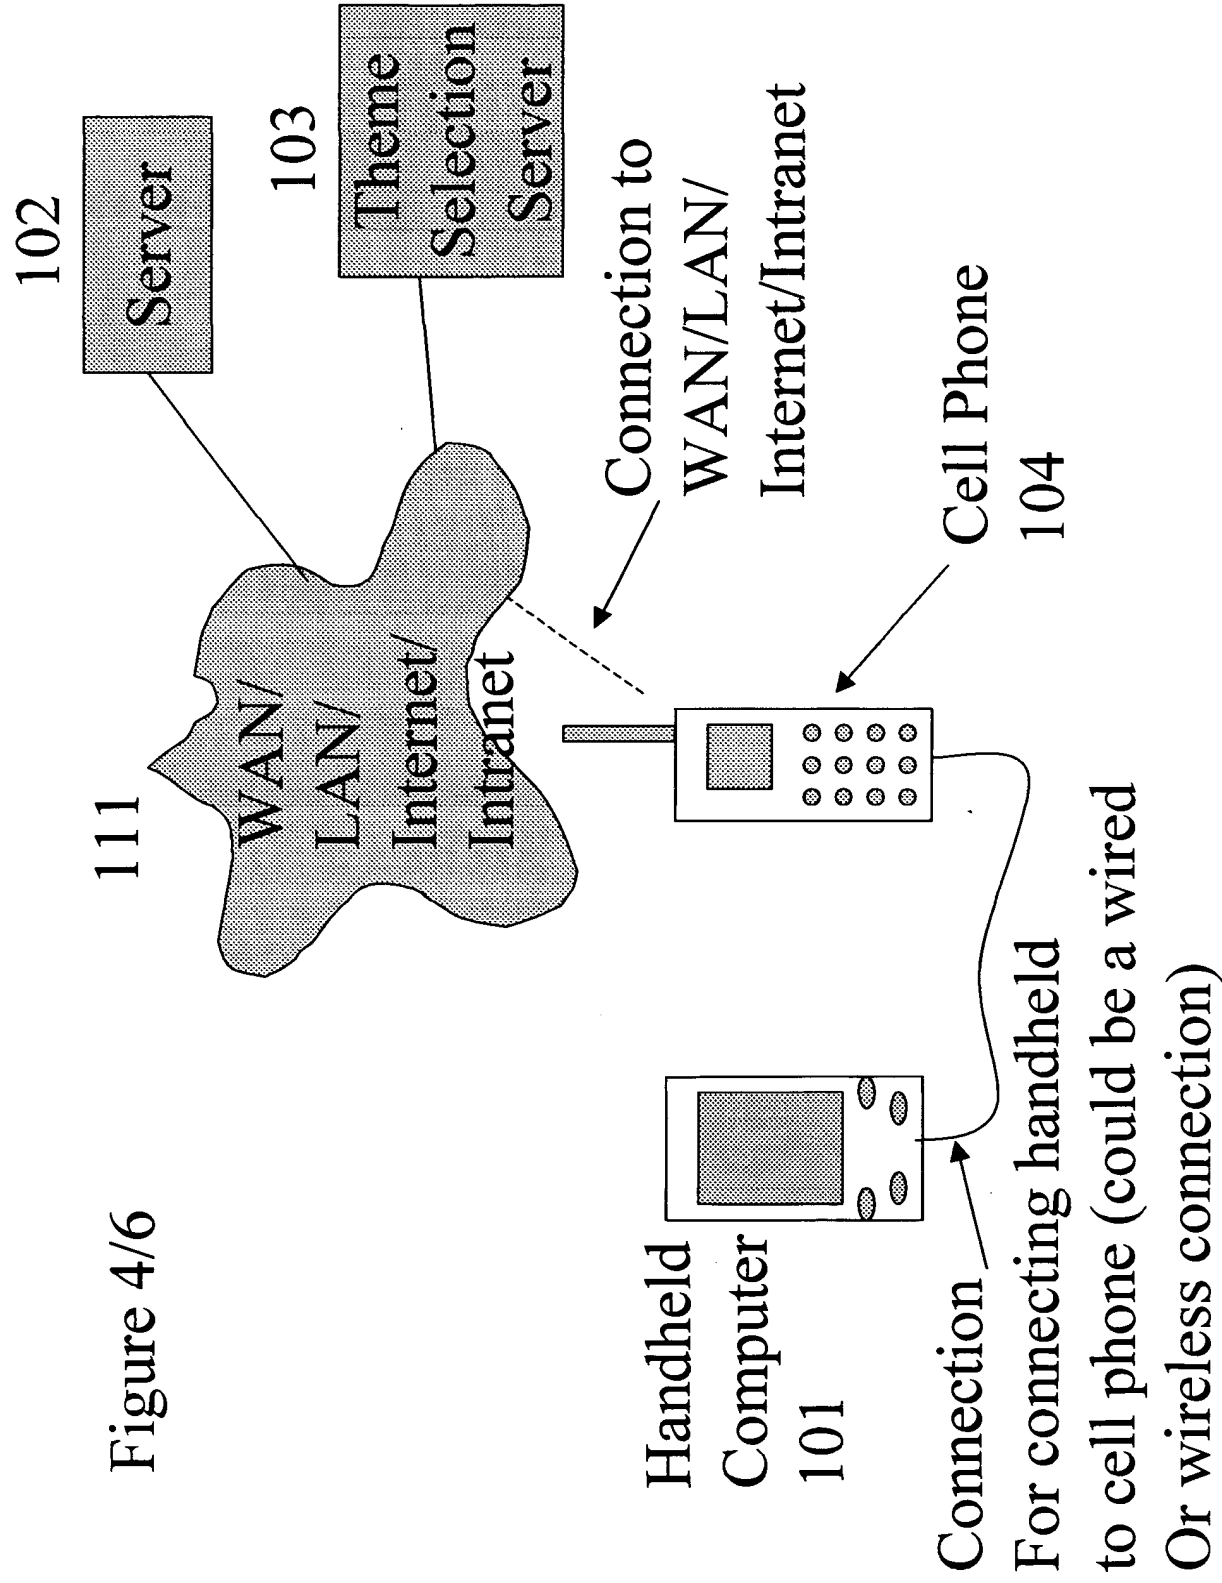 Figure 4/6
111
WAN/
LAN/
Internet/
Intranet
102
Server
103
Theme
Selection
Server
Connection to
WAN/LAN/
Internet/Intranet
Cell Phone
104
Handheld
Computer
101
Connection
For connecting handheld
to cell phone (could be a wired
Or wireless connection)